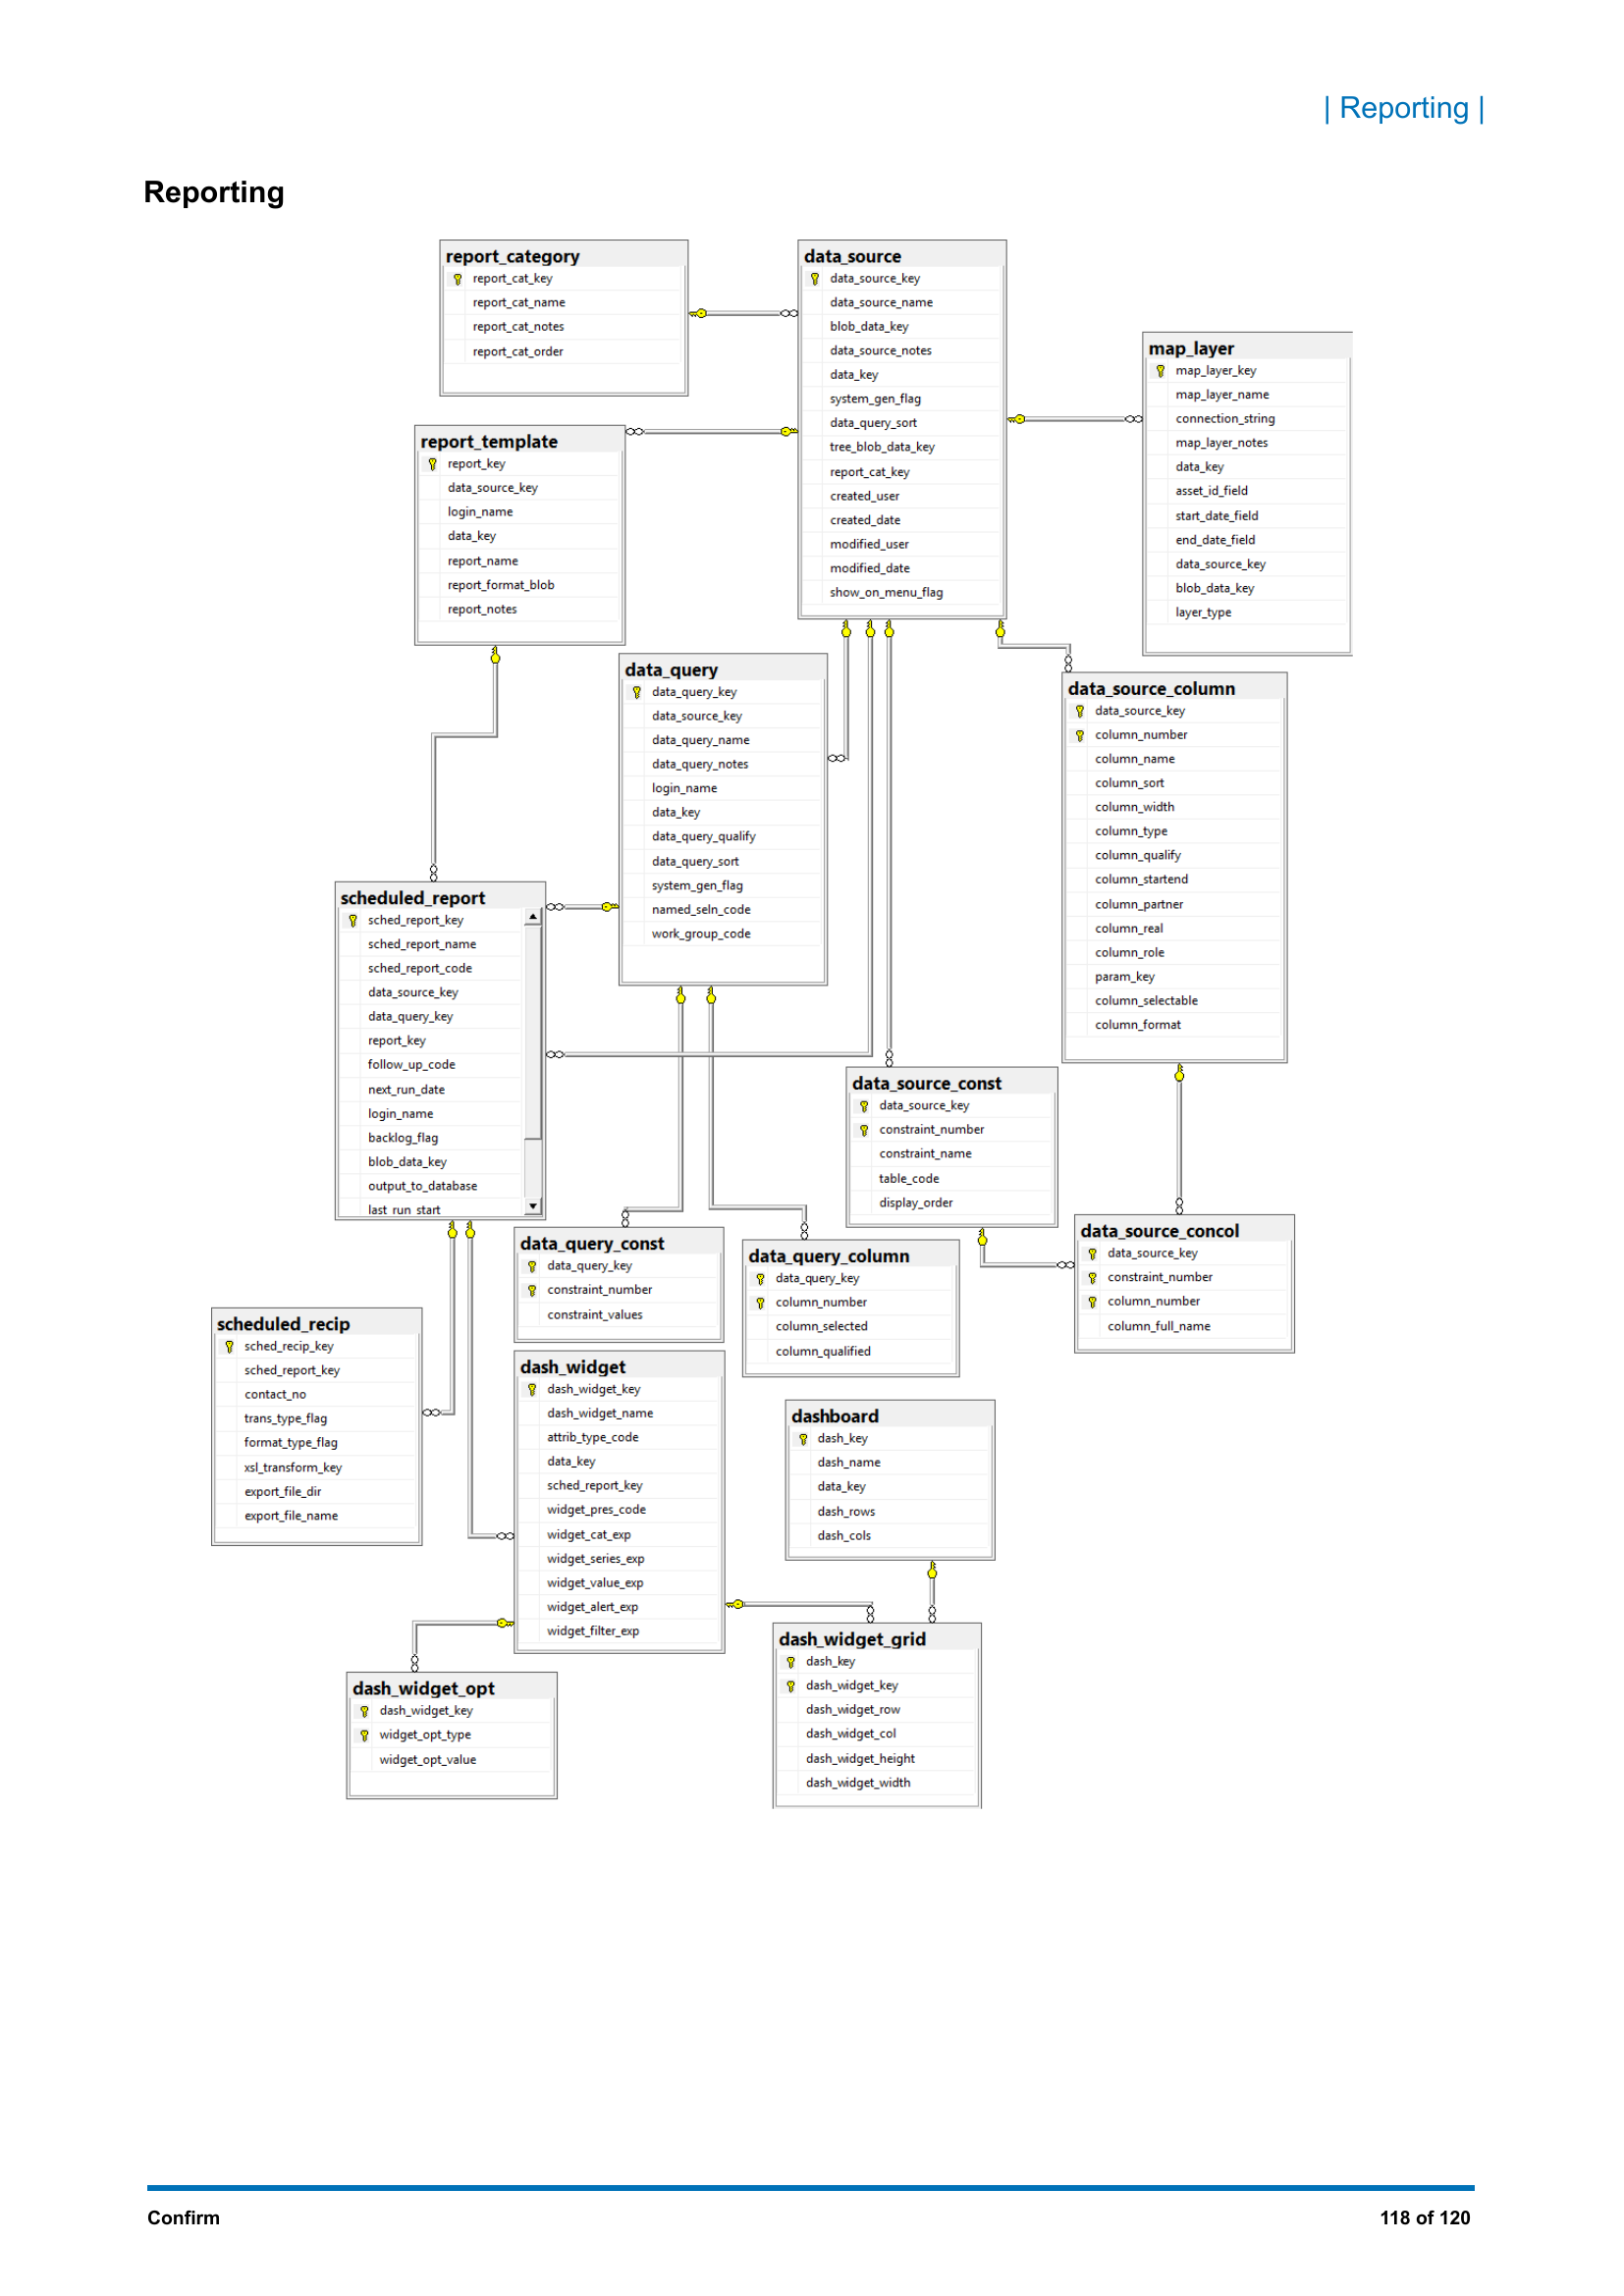 | Reporting |
Reporting
report_category
report_cat_key
report_cat_name
report_cat_notes
report_cat_order
data_source
data_source_key
data_source_name
blob_data_key
data_source_notes
data_key
system_gen_flag
data_query_sort
tree_blob_data_key
report_cat_key
created_user
created_date
modified_user
modified_date
show_on_menu_flag
map_layer
map_layer_key
map_layer_name
connection_string
map_layer_notes
data_key
asset_id_field
start_date_field
end_date_field
data_source_key
blob_data_key
layer_type
report_template
report_key
data_source_key
login_name
data_key
report_name
report_format_blob
report_notes
data_query
data_query_key
data_source_key
data_query_name
data_query_notes
login_name
data_key
data_query_qualify
data_query_sort
system_gen_flag
named_seln_code
work_group_code
data_source_column
data_source_key
column_number
column_name
column_sort
column_width
column_type
column_qualify
column_startend
column_partner
column_real
column_role
param_key
column_selectable
column_format
scheduled_report
sched_report_key
sched_report_name
sched_report_code
data_source_key
data_query_key
report_key
follow_up_code
next_run_date
login_name
backlog_flag
blob_data_key
output_to_database
last_run_start
data_source_const
data_source_key
constraint_number
constraint_name
table_code
display_order
data_source_concol
data_source_key
constraint_number
column_number
column_full_name
data_query_const
data_query_key
constraint_number
constraint_values
data_query_column
data_query_key
column_number
column_selected
column_qualified
scheduled_recip
sched_recip_key
sched_report_key
contact_no
trans_type_flag
format_type_flag
xsl_transform_key
export_file_dir
export_file_name
dash_widget
dash_widget_key
dash_widget_name
attrib_type_code
data_key
sched_report_key
widget_pres_code
widget_cat_exp
widget_series_exp
widget_value_exp
widget_alert_exp
widget_filter_exp
dashboard
dash_key
dash_name
data_key
dash_rows
dash_cols
dash_widget_grid
dash_key
dash_widget_key
dash_widget_row
dash_widget_col
dash_widget_height
dash_widget_width
dash_widget_opt
dash_widget_key
widget_opt_type
widget_opt_value
Confirm
118 of 120